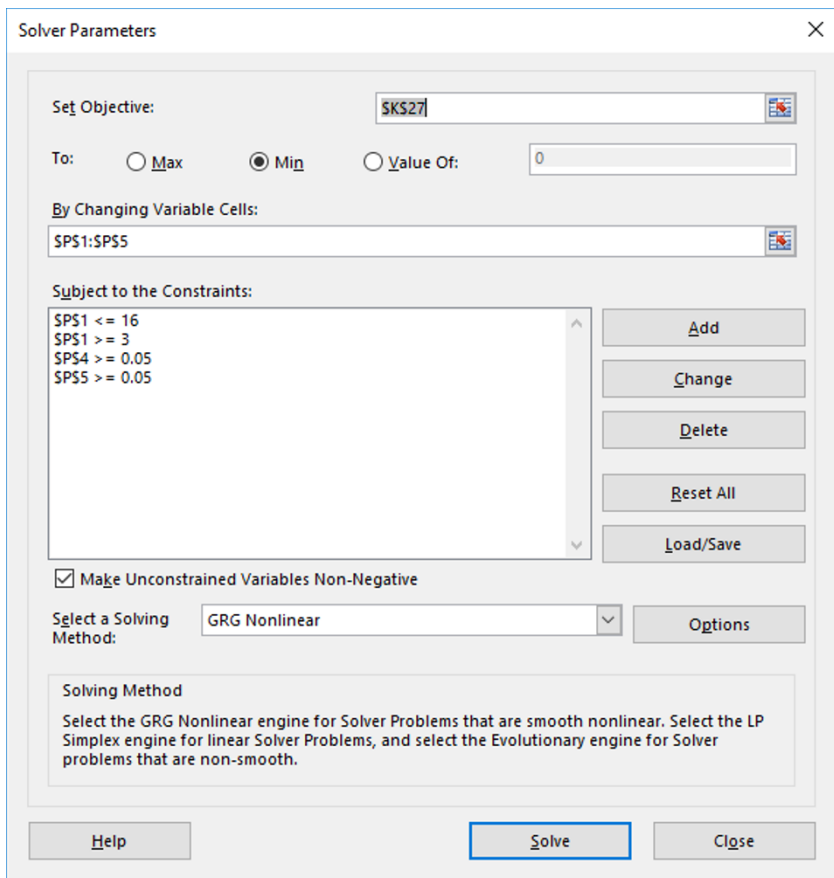 Solver Parameters
Set Objective:
$K$27
To:
Max
Min
Value Of:
0
By Changing Variable Cells:
$P$1:$P$5
Subject to the Constraints:
$P$1 <= 16
$P$1 >= 3
$P$4 >= 0.05
$P$5 >= 0.05
Add
Change
Delete
Reset All
Load/Save
Make Unconstrained Variables Non-Negative
Select a Solving
Method:
GRG Nonlinear
Options
Solving Method
Select the GRG Nonlinear engine for Solver Problems that are smooth nonlinear. Select the LP
Simplex engine for linear Solver Problems, and select the Evolutionary engine for Solver
problems that are non-smooth.
Help
Solve
Close